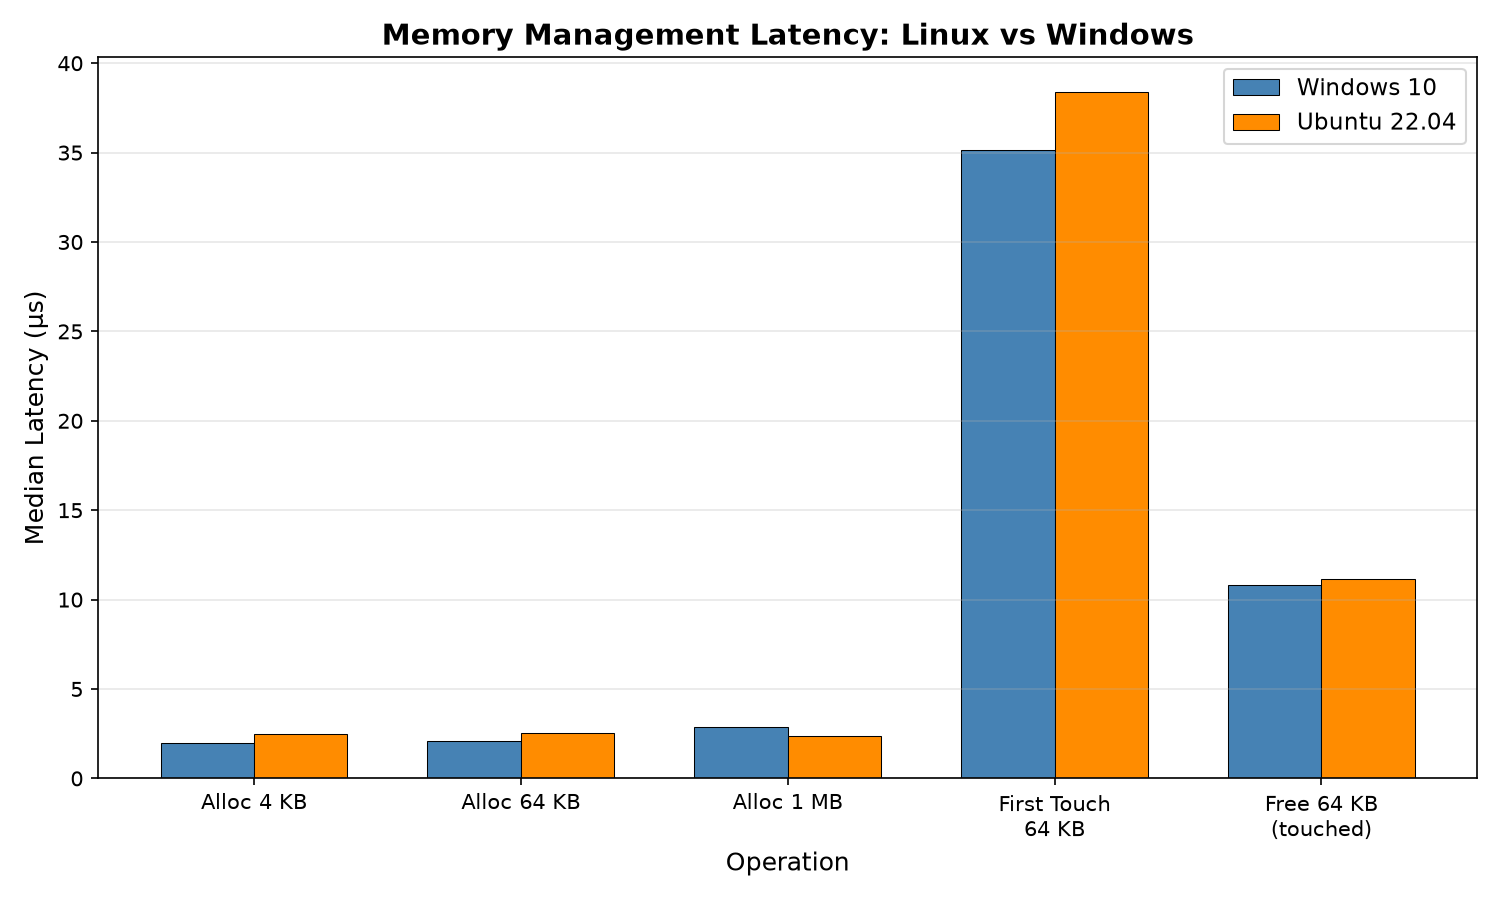 Memory Management Latency: Linux vs Windows
Windows 10
Ubuntu 22.04
Median Latency (µs)
40
35
30
25
20
15
10
5
0
Alloc 4 KB
Alloc 64 KB
Alloc 1 MB
First Touch
64 KB
Free 64 KB
(touched)
Operation